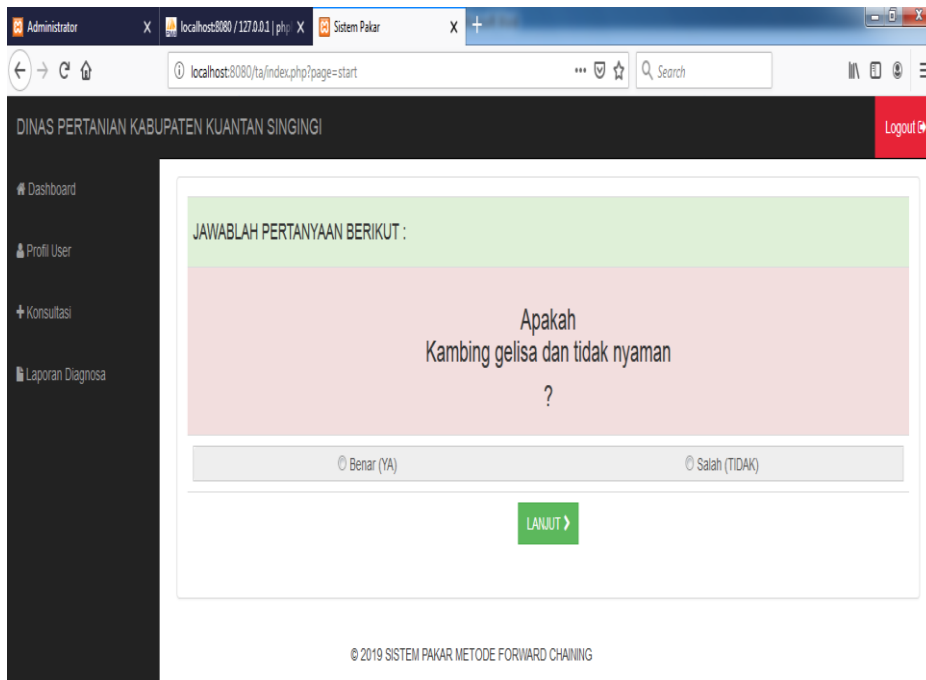 Administrator X localhost:8080 / 127.0.0.1 | php X Sistem Pakar X +
localhost:8080/ta/index.php?page=start Search
DINAS PERTANIAN KABUPATEN KUANTAN SINGINGI
Logout
Dashboard
Profil User
Konsultasi
Laporan Diagnosa
JAWABLAH PERTANYAAN BERIKUT :
Apakah
Kambing gelisa dan tidak nyaman
?
Benar (YA) Salah (TIDAK)
LANJUT
© 2019 SISTEM PAKAR METODE FORWARD CHAINING